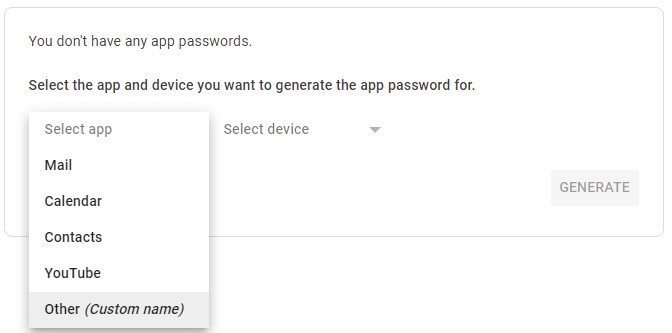 You don't have any app passwords.
Select the app and device you want to generate the app password for.
Select app
Select device
Mail
Calendar
GENERATE
Contacts
YouTube
Other (Custom name)